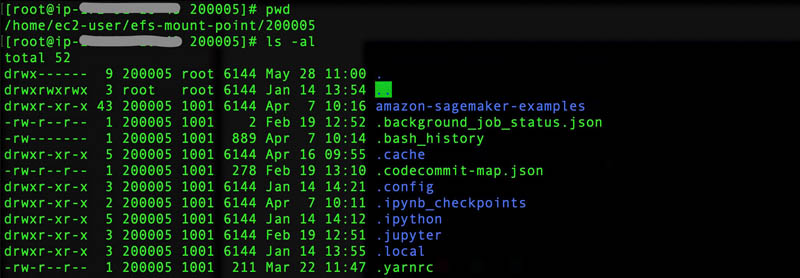 [[root@ip- 200005]# pwd
/home/ec2-user/efs-mount-point/200005
[[root@ip- 200005]# ls -al
total 52
drwx------ 9 200005 root 6144 May 28 11:00 .
drwxrwxrwx 3 root root 6144 Jan 14 13:54 ..
drwxr-xr-x 43 200005 1001 6144 Apr 7 10:16 amazon-sagemaker-examples
-rw-r--r-- 1 200005 1001 2 Feb 19 12:52 .background_job_status.json
-rw------- 1 200005 1001 889 Apr 7 10:14 .bash_history
drwxr-xr-x 5 200005 1001 6144 Apr 16 09:55 .cache
-rw-r--r-- 1 200005 1001 278 Feb 19 13:10 .codecommit-map.json
drwxr-xr-x 3 200005 1001 6144 Jan 14 14:21 .config
drwxr-xr-x 2 200005 1001 6144 Apr 7 10:11 .ipynb_checkpoints
drwxr-xr-x 5 200005 1001 6144 Jan 14 14:12 .ipython
drwxr-xr-x 3 200005 1001 6144 Feb 19 12:51 .jupyter
drwxr-xr-x 3 200005 1001 6144 Jan 14 13:55 .local
-rw-r--r-- 1 200005 1001 211 Mar 22 11:47 .yarnrc